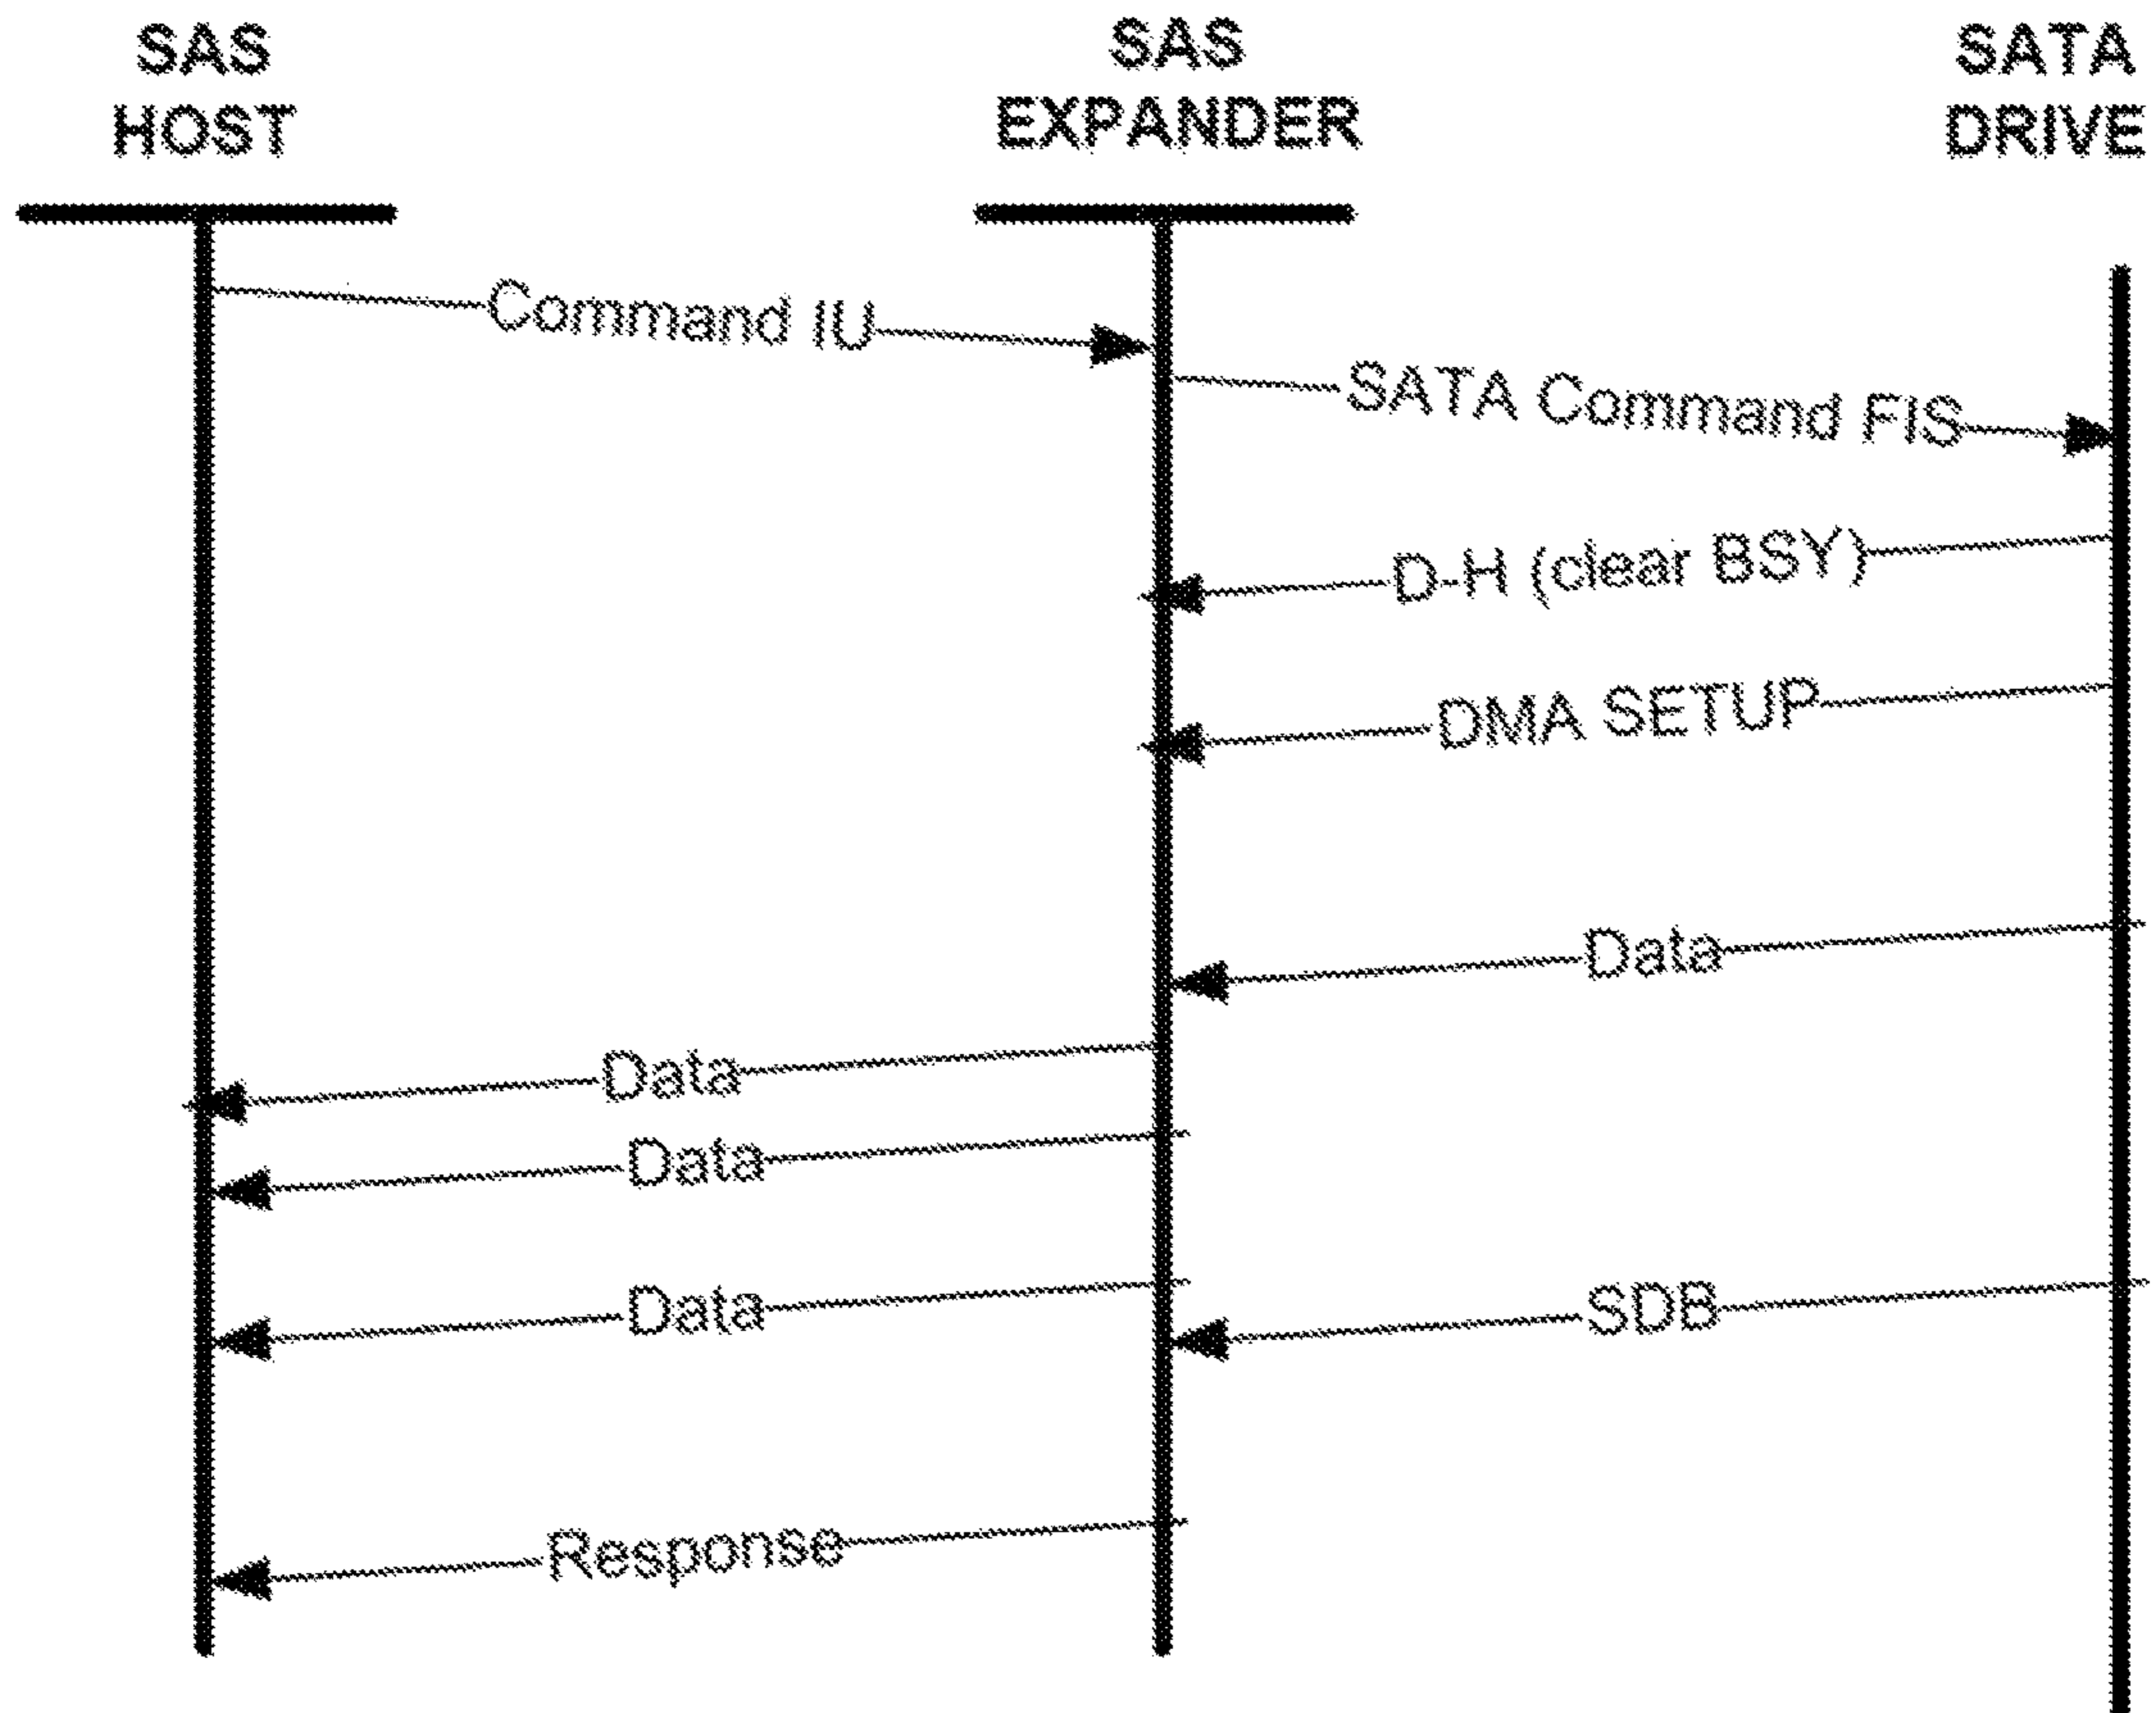 SAS
HOST
SAS
EXPANDER
SATA
DRIVE
Command IU
SATA Command FIS
D-H (clear BSY)
DMA SETUP
Data
Data
Data
Data
SDB
Response